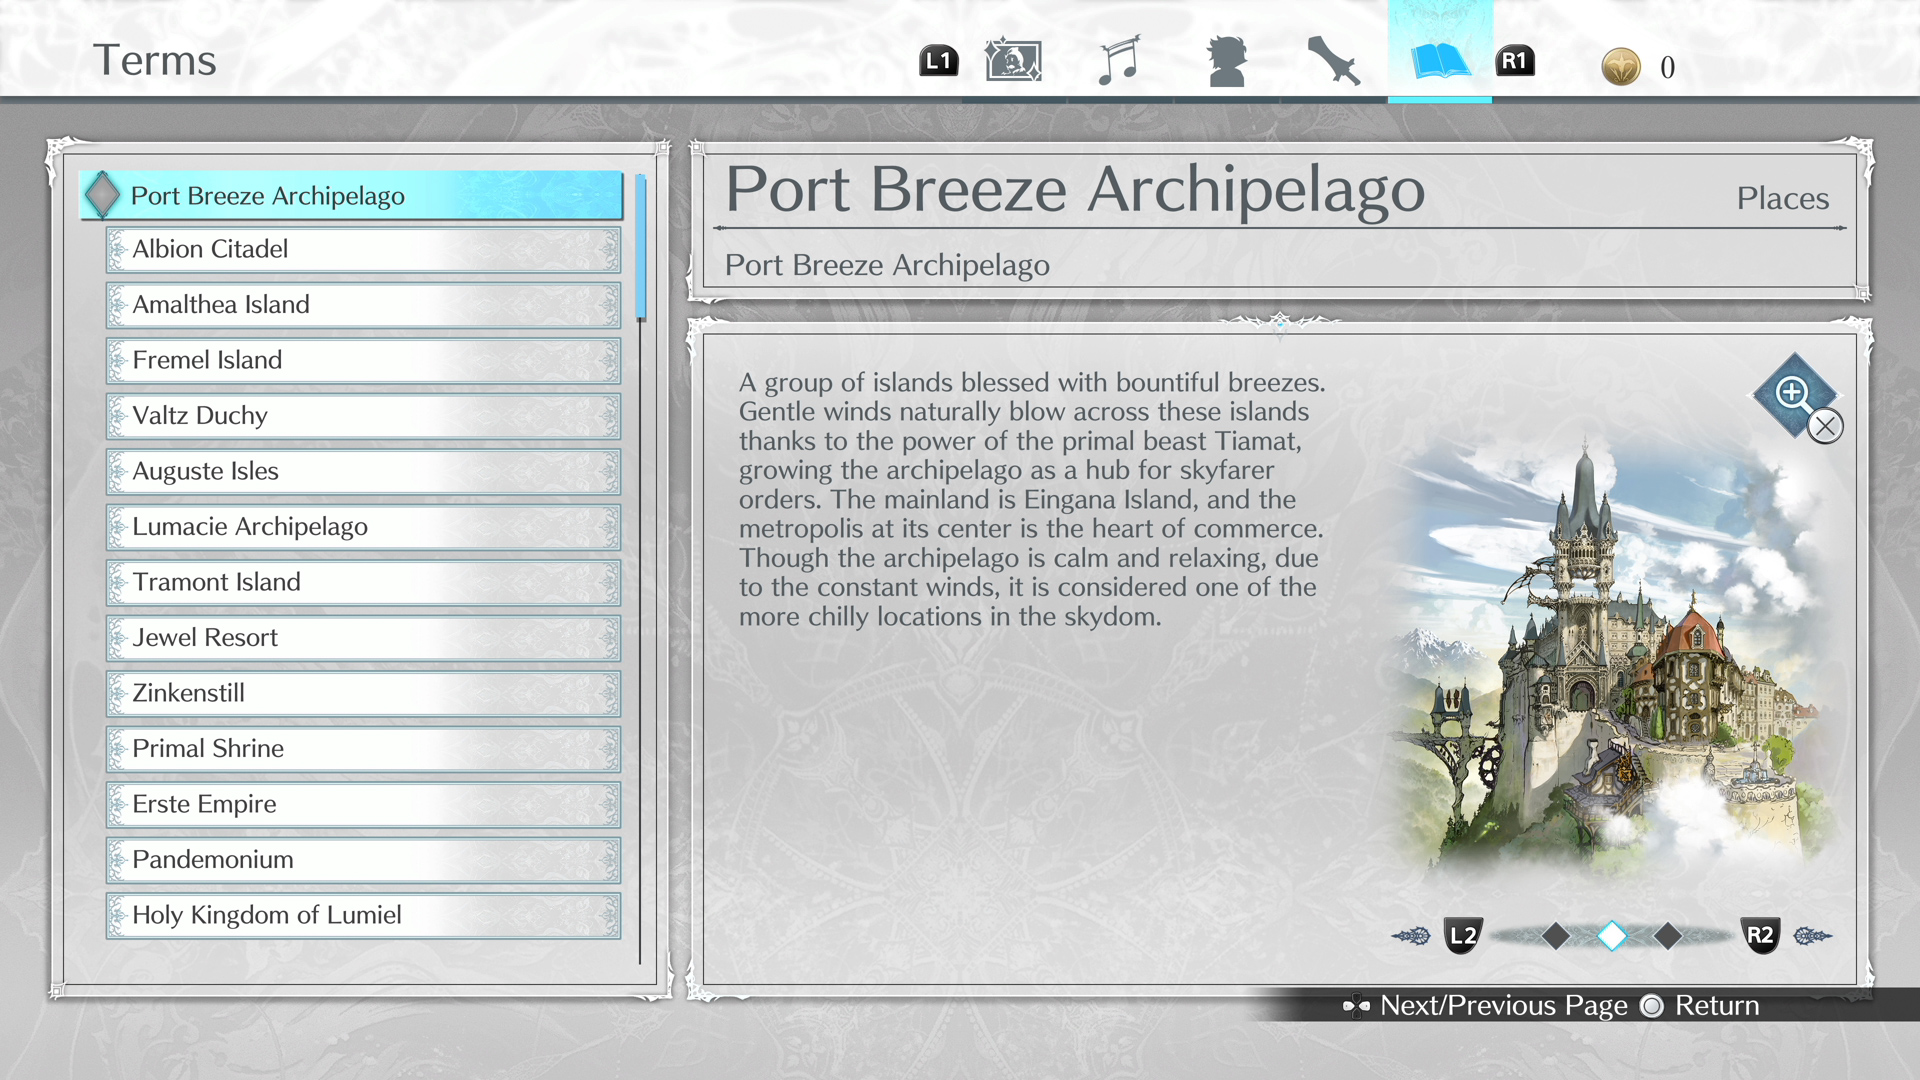 Terms
L1
R1
0
Port Breeze Archipelago
Albion Citadel
Amalthea Island
Fremel Island
Valtz Duchy
Auguste Isles
Lumacie Archipelago
Tramont Island
Jewel Resort
Zinkenstill
Primal Shrine
Erste Empire
Pandemonium
Holy Kingdom of Lumiel
Port Breeze Archipelago
Places
Port Breeze Archipelago
A group of islands blessed with bountiful breezes.
Gentle winds naturally blow across these islands
thanks to the power of the primal beast Tiamat,
growing the archipelago as a hub for skyfarer
orders. The mainland is Eingana Island, and the
metropolis at its center is the heart of commerce.
Though the archipelago is calm and relaxing, due
to the constant winds, it is considered one of the
more chilly locations in the skydom.
L2
R2
Next/Previous Page
Return